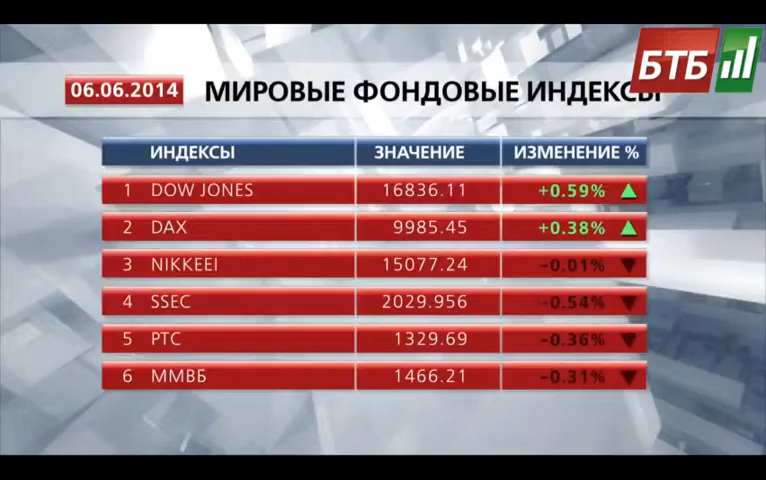 БТБ
06.06.2014 МИРОВЫЕ ФОНДОВЫЕ ИНДЕКСЫ
ИНДЕКСЫ ЗНАЧЕНИЕ ИЗМЕНЕНИЕ %
1 DOW JONES 16836.11 +0.59% ▲
2 DAX 9985.45 +0.38% ▲
3 NIKKEEI 15077.24 -0.01% ▼
4 SSEC 2029.956 -0.54% ▼
5 РТС 1329.69 -0.36% ▼
6 ММВБ 1466.21 -0.31% ▼